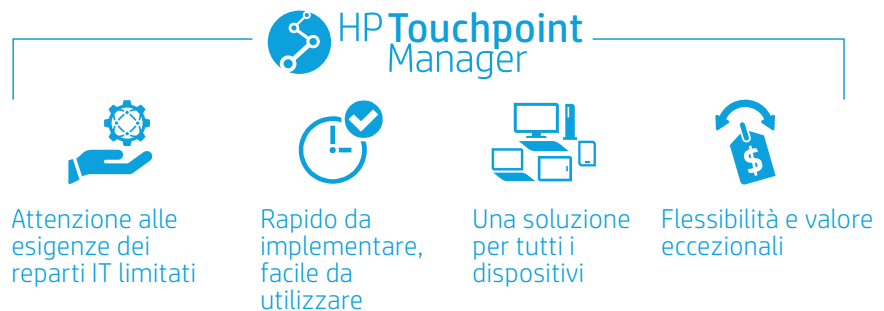 HP Touchpoint
Manager
Attenzione alle
esigenze dei
reparti IT limitati
Rapido da
implementare,
facile da
utilizzare
Una soluzione
per tutti i
dispositivi
$
Flessibilità e valore
eccezionali